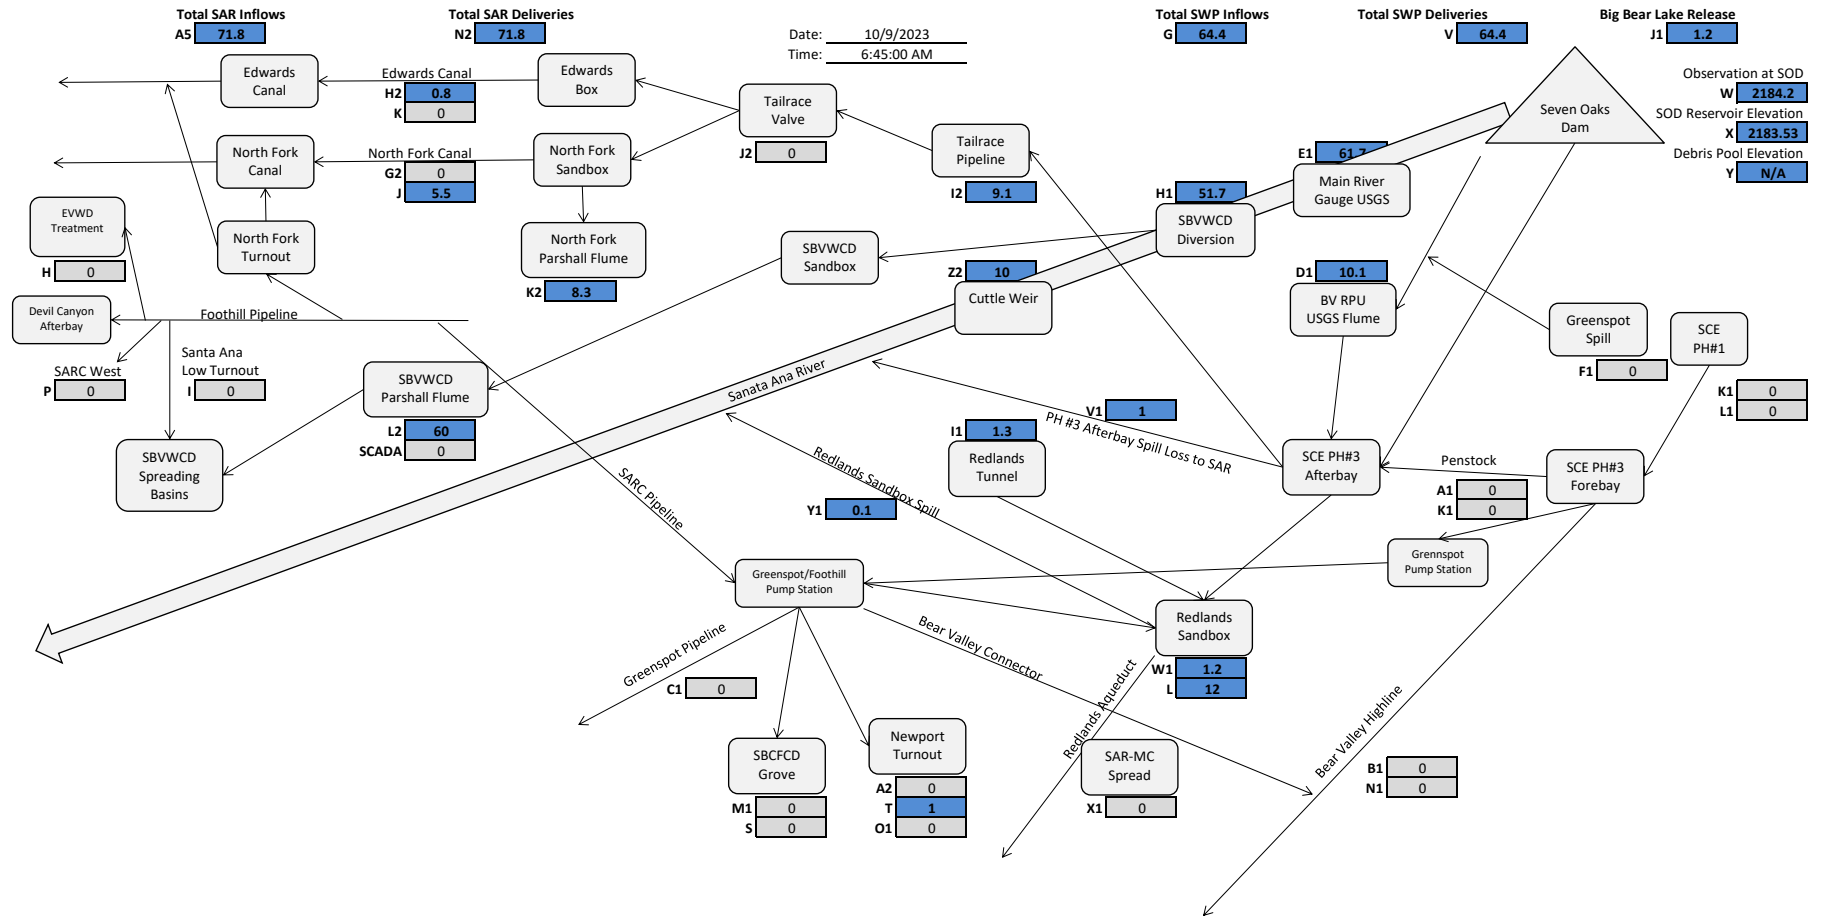 Total SAR Inflows
A5 71.8
Total SAR Deliveries
N2 71.8
Date: 10/9/2023
Time: 6:45:00 AM
Total SWP Inflows
G 64.4
Total SWP Deliveries
V 64.4
Big Bear Lake Release
J1 1.2
Observation at SOD
W 2184.2
SOD Reservoir Elevation
X 2183.53
Debris Pool Elevation
Y N/A
Seven Oaks
Dam
Edwards
Canal
Edwards Canal
H2 0.8
K 0
Edwards
Box
Tailrace
Valve
J2 0
Tailrace
Pipeline
I2 9.1
North Fork
Canal
North Fork Canal
G2 0
J 5.5
North Fork
Sandbox
North Fork
Parshall Flume
K2 8.3
E1 61.7
Main River
Gauge USGS
H1 51.7
SBVWCD
Diversion
EVWD
Treatment
H 0
North Fork
Turnout
SBVWCD
Sandbox
Z2 10
Cuttle Weir
D1 10.1
BV RPU
USGS Flume
Greenspot
Spill
F1 0
SCE
PH#1
K1 0
L1 0
Devil Canyon
Afterbay
Foothill Pipeline
SARC West
P 0
Santa Ana
Low Turnout
I 0
SBVWCD
Parshall Flume
L2 60
SCADA 0
SBVWCD
Spreading
Basins
Sanata Ana River
V1 1
PH #3 Afterbay Spill Loss to SAR
I1 1.3
Redlands
Tunnel
Redlands Sandbox Spill
Y1 0.1
SARC Pipeline
SCE PH#3
Afterbay
Penstock
A1 0
K1 0
SCE PH#3
Forebay
Grennspot
Pump Station
Greenspot/Foothill
Pump Station
Redlands
Sandbox
W1 1.2
L 12
Greenspot Pipeline
C1 0
Bear Valley Connector
Redlands Aqueduct
Bear Valley Highline
SBCFCD
Grove
M1 0
S 0
Newport
Turnout
A2 0
T 1
O1 0
SAR-MC
Spread
X1 0
B1 0
N1 0